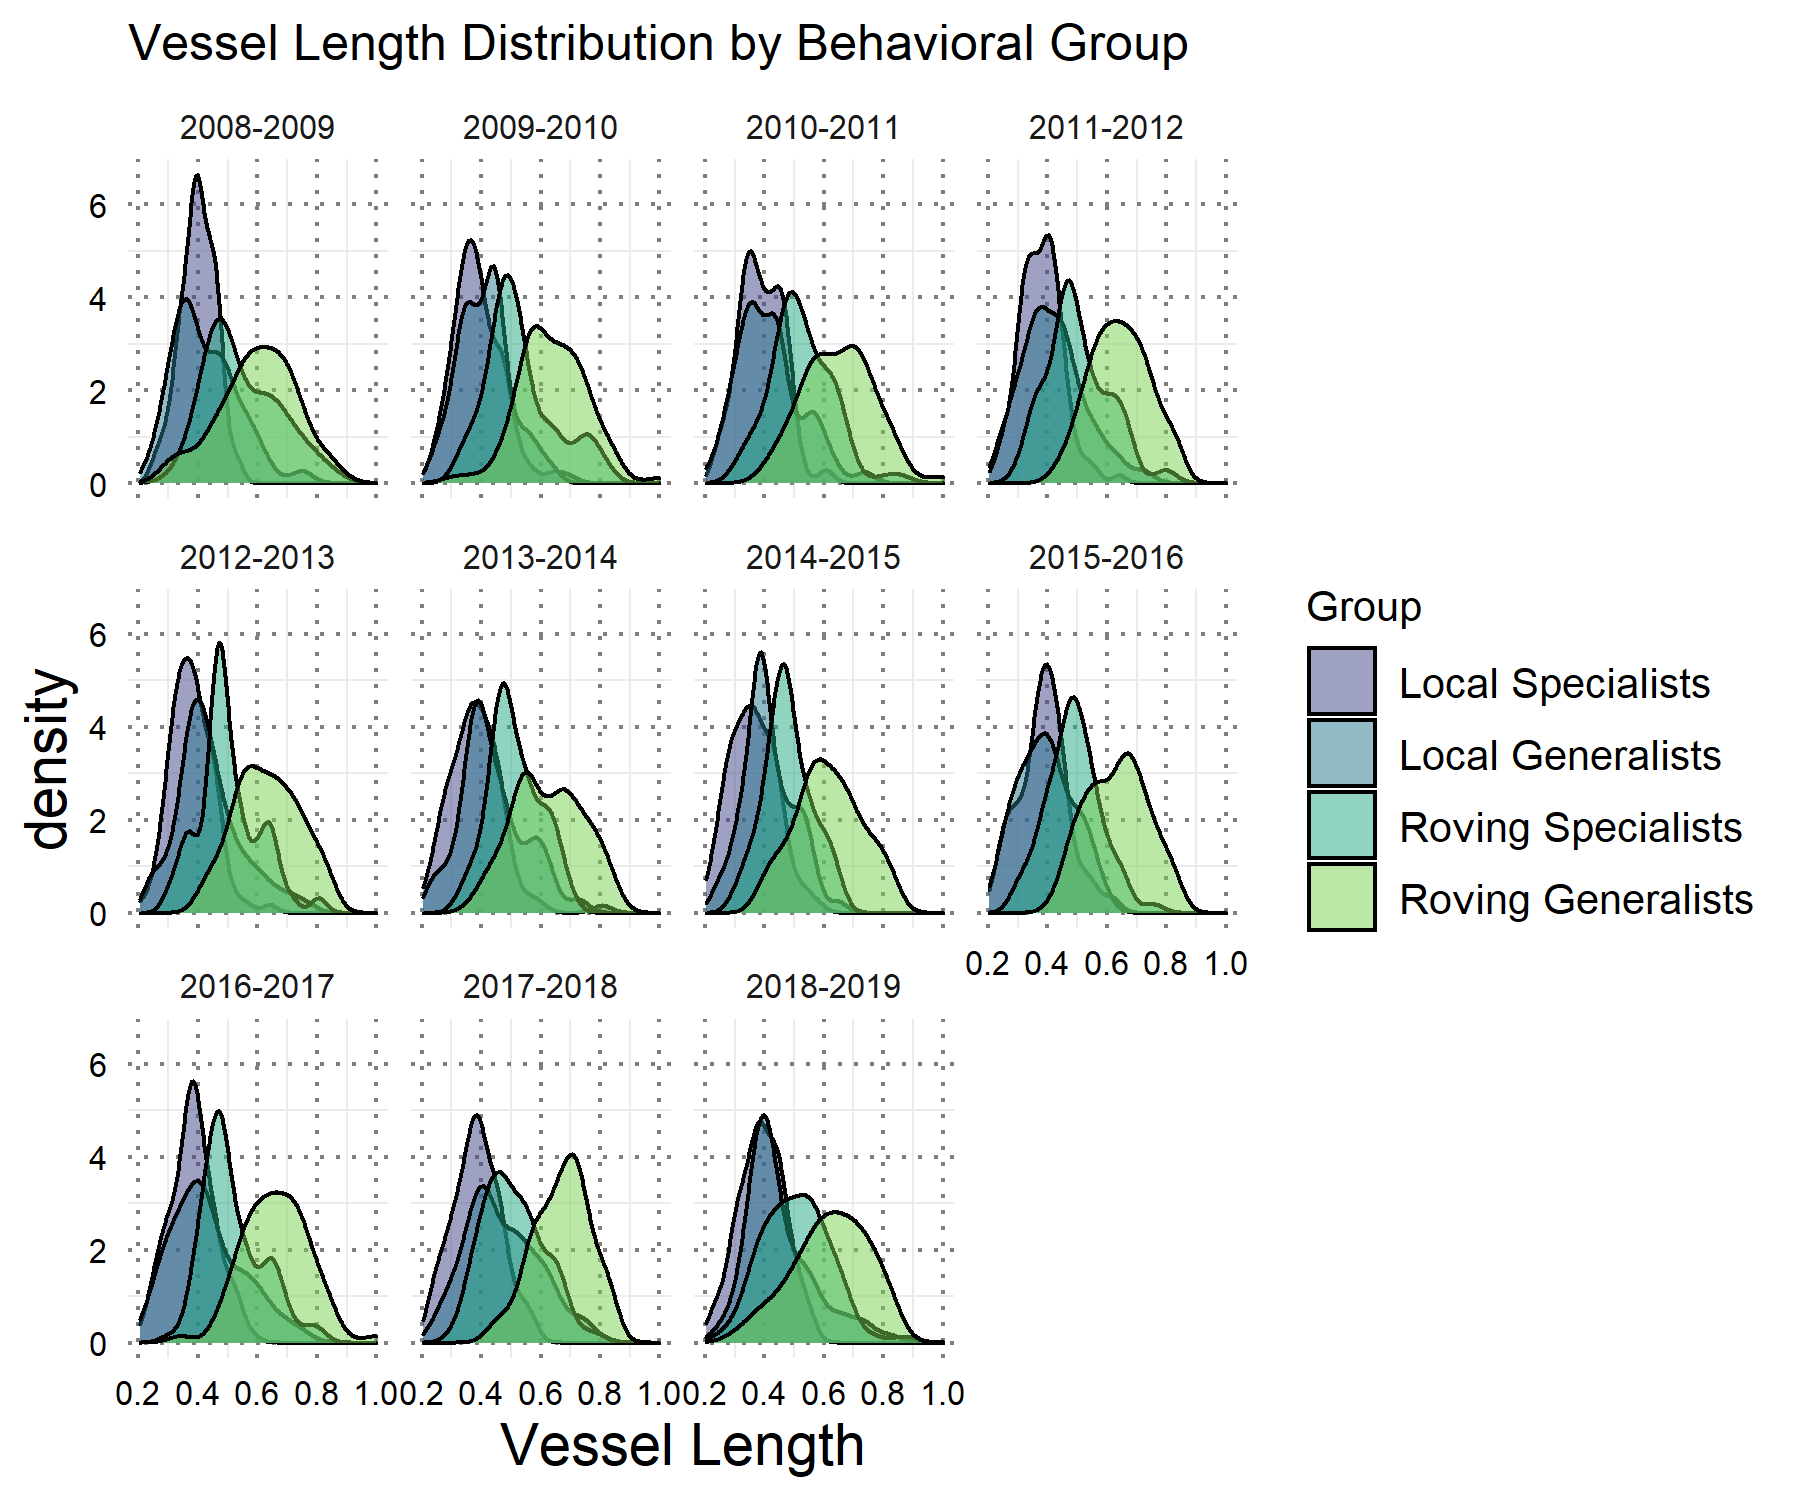 Vessel Length Distribution by Behavioral Group
2008-2009 2009-2010 2010-2011 2011-2012
6
4
2
0
2012-2013 2013-2014 2014-2015 2015-2016
6
4
2
0
0.2 0.4 0.6 0.8 1.0
2016-2017 2017-2018 2018-2019
6
4
2
0
0.2 0.4 0.6 0.8 1.0 0.2 0.4 0.6 0.8 1.0 0.2 0.4 0.6 0.8 1.0
Vessel Length
density
Group
Local Specialists
Local Generalists
Roving Specialists
Roving Generalists